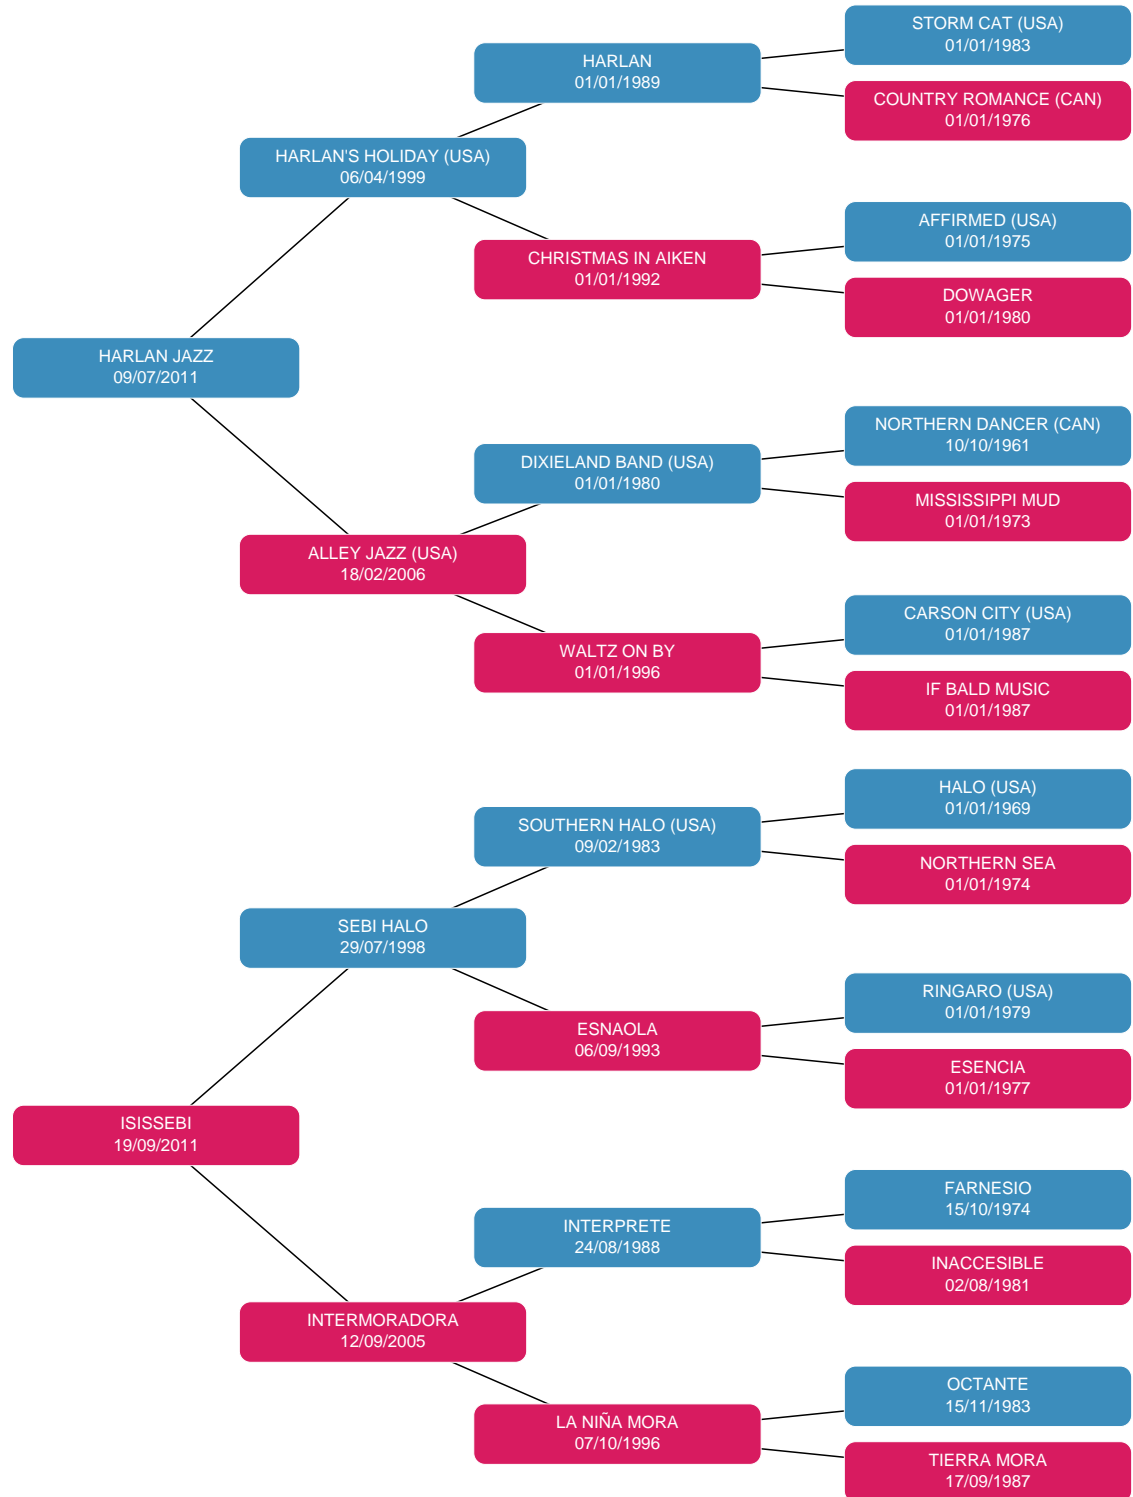 STORM CAT (USA)
01/01/1983
HARLAN
01/01/1989
COUNTRY ROMANCE (CAN)
01/01/1976
HARLAN'S HOLIDAY (USA)
06/04/1999
AFFIRMED (USA)
01/01/1975
CHRISTMAS IN AIKEN
01/01/1992
DOWAGER
01/01/1980
HARLAN JAZZ
09/07/2011
NORTHERN DANCER (CAN)
10/10/1961
DIXIELAND BAND (USA)
01/01/1980
MISSISSIPPI MUD
01/01/1973
ALLEY JAZZ (USA)
18/02/2006
CARSON CITY (USA)
01/01/1987
WALTZ ON BY
01/01/1996
IF BALD MUSIC
01/01/1987
HALO (USA)
01/01/1969
SOUTHERN HALO (USA)
09/02/1983
NORTHERN SEA
01/01/1974
SEBI HALO
29/07/1998
RINGARO (USA)
01/01/1979
ESNAOLA
06/09/1993
ESENCIA
01/01/1977
ISISSEBI
19/09/2011
FARNESIO
15/10/1974
INTERPRETE
24/08/1988
INACCESIBLE
02/08/1981
INTERMORADORA
12/09/2005
OCTANTE
15/11/1983
LA NIÑA MORA
07/10/1996
TIERRA MORA
17/09/1987